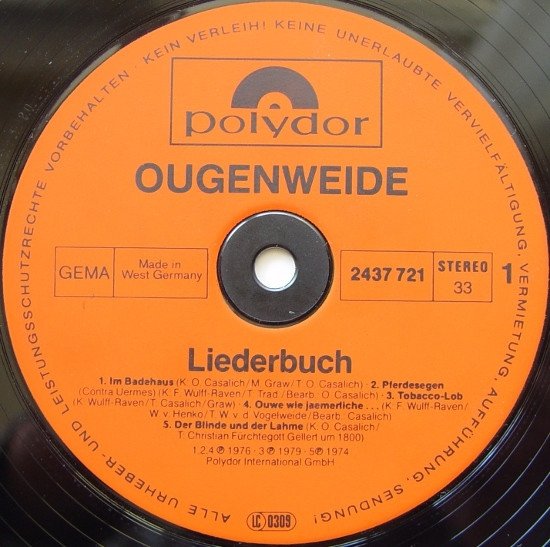 ALLE URHEBER- UND LEISTUNGSSCHUTZRECHTE VORBEHALTEN · KEIN VERLEIH! KEINE UNERLAUBTE VERVIELFÄLTIGUNG, VERMIETUNG, AUFFÜHRUNG, SENDUNG!
polydor
OUGENWEIDE
GEMA
Made in
West Germany
2437 721
STEREO
33
1
Liederbuch
1. Im Badehaus (K. O. Casalich/M. Graw/T. O. Casalich) · 2. Pferdesegen
(Contra Uermes) (K. F. Wulff-Raven/T. Trad/Bearb. O. Casalich) · 3. Tobacco-Lob
(K. Wulff-Raven/T. Casalich/Graw) · 4. Ouwe wie jaemerliche . . . (K. F. Wulff-Raven/
W v. Henko/T. W v. d Vogelweide/Bearb. Casalich)
5. Der Blinde und der Lahme (K. O. Casalich/
T. Christian Fürchtegott Gellert um 1800)
1.2.4 ℗ 1976 · 3 ℗ 1979 · 5 ℗ 1974
Polydor International GmbH
LC 0309